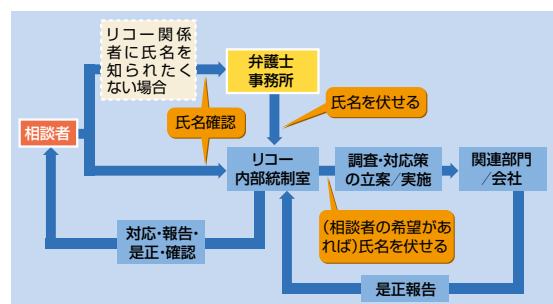 リコー関係
者に氏名を
知られたく
ない場合
弁護士
事務所
氏名を伏せる
氏名確認
相談者
リコー
内部統制室
調査・対応策
の立案/実施
関連部門
/会社
(相談者の希望があ
れば)氏名を伏せる
対応・報告・
是正・確認
是正報告